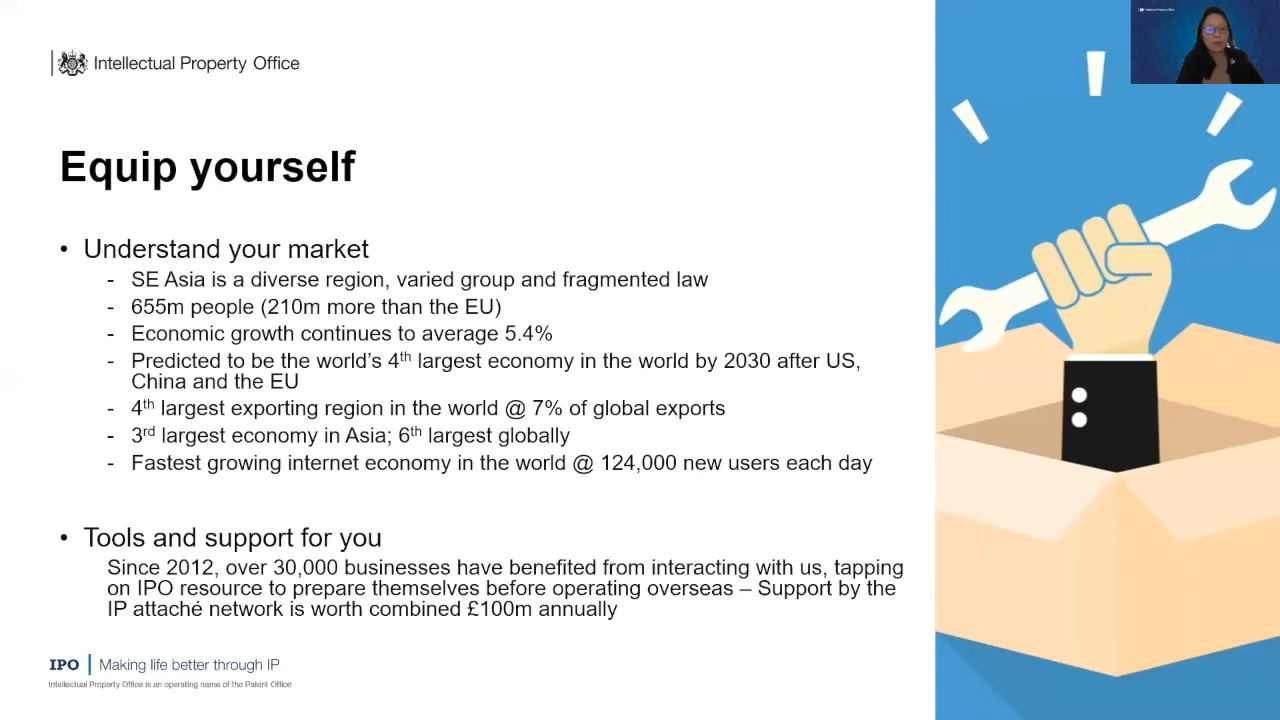 Intellectual Property Office
Equip yourself
• Understand your market
- SE Asia is a diverse region, varied group and fragmented law
- 655m people (210m more than the EU)
- Economic growth continues to average 5.4%
- Predicted to be the world’s 4th largest economy in the world by 2030 after US,
China and the EU
- 4th largest exporting region in the world @ 7% of global exports
- 3rd largest economy in Asia; 6th largest globally
- Fastest growing internet economy in the world @ 124,000 new users each day
• Tools and support for you
Since 2012, over 30,000 businesses have benefited from interacting with us, tapping
on IPO resource to prepare themselves before operating overseas – Support by the
IP attaché network is worth combined £100m annually
IPO | Making life better through IP
Intellectual Property Office is an operating name of the Patent Office